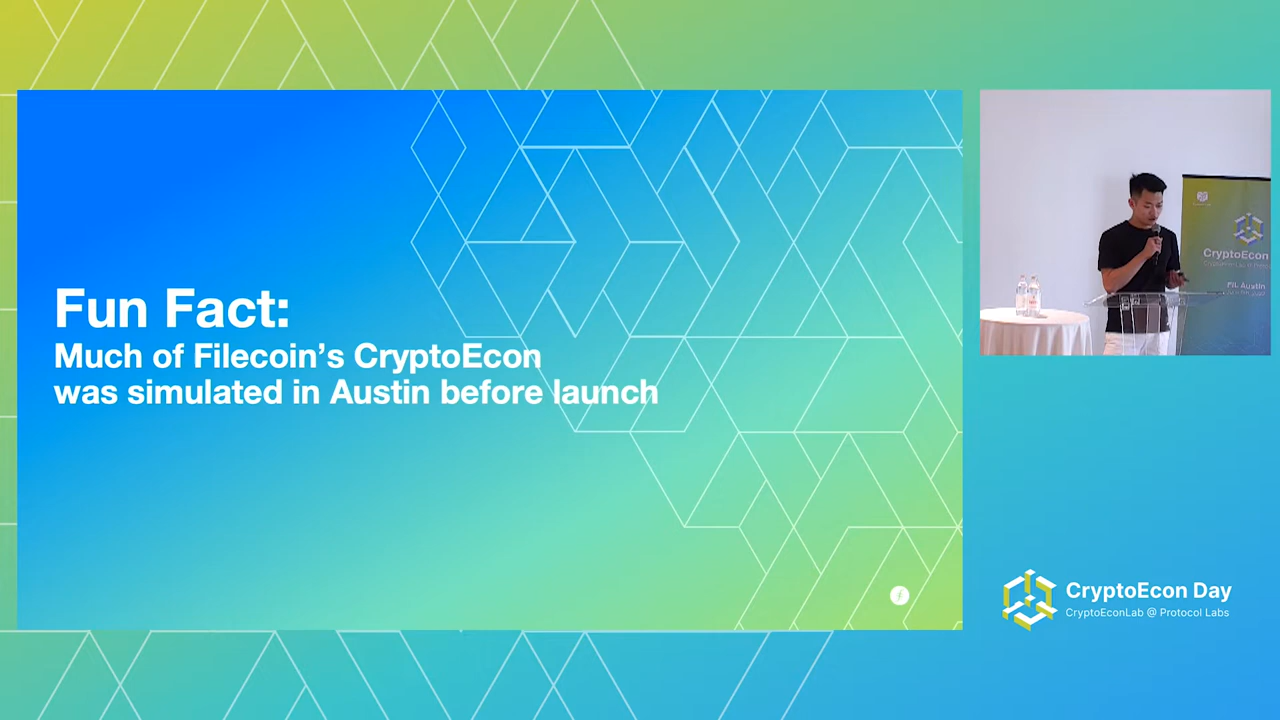 Fun Fact:
Much of Filecoin's CryptoEcon
was simulated in Austin before launch
CryptoEcon
FIL Austin
CryptoEcon Day
CryptoEconLab @ Protocol Labs